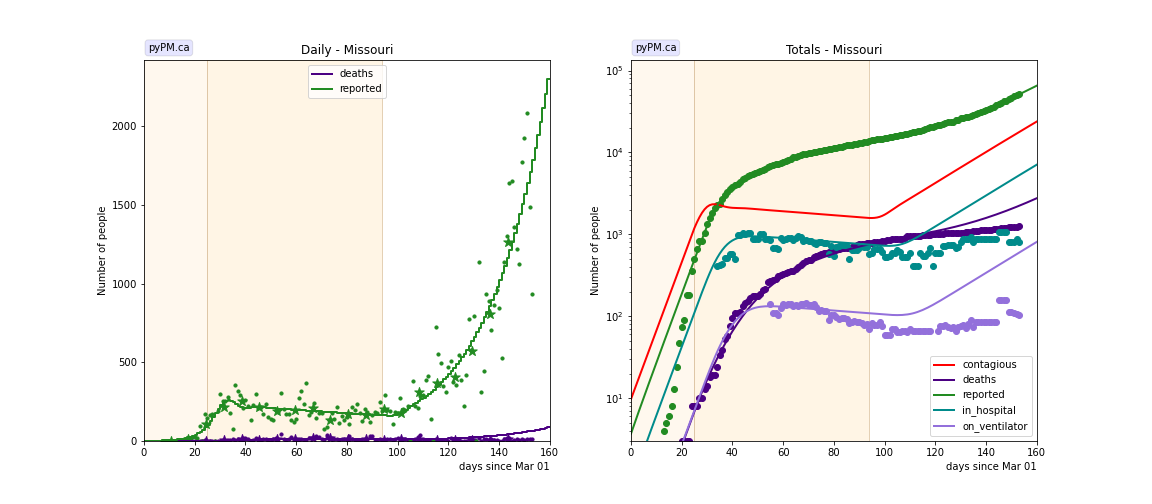 pyPM.ca
Daily - Missouri
deaths
reported
Number of people
2000
1500
1000
500
0
0 20 40 60 80 100 120 140 160
days since Mar 01
pyPM.ca
Totals - Missouri
Number of people
10⁵
10⁴
10³
10²
10¹
contagious
deaths
reported
in_hospital
on_ventilator
0 20 40 60 80 100 120 140 160
days since Mar 01